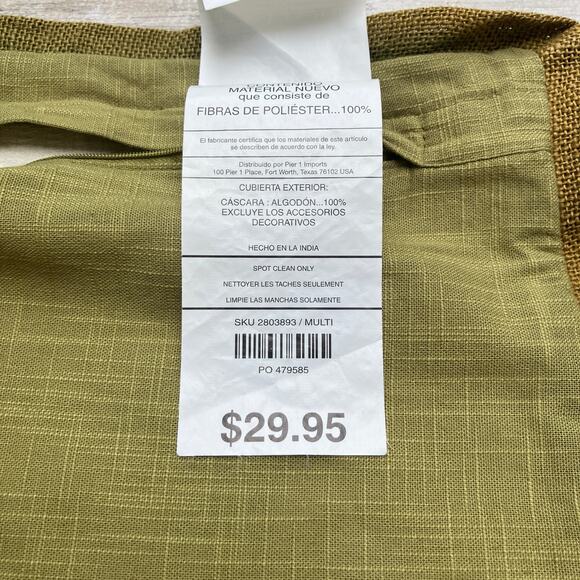 CONTENIDO
MATERIAL NUEVO
que consiste de
FIBRAS DE POLIÉSTER...100%
El fabricante certifica que los materiales de este artículo
se describen de acuerdo con la ley.
Distribuido por Pier 1 Imports
100 Pier 1 Place, Fort Worth, Texas 76102 USA
CUBIERTA EXTERIOR:
CÁSCARA : ALGODÓN...100%
EXCLUYE LOS ACCESORIOS
DECORATIVOS
HECHO EN LA INDIA
SPOT CLEAN ONLY
NETTOYER LES TACHES SEULEMENT
LIMPIE LAS MANCHAS SOLAMENTE
SKU 2803893 / MULTI
PO 479585
$29.95